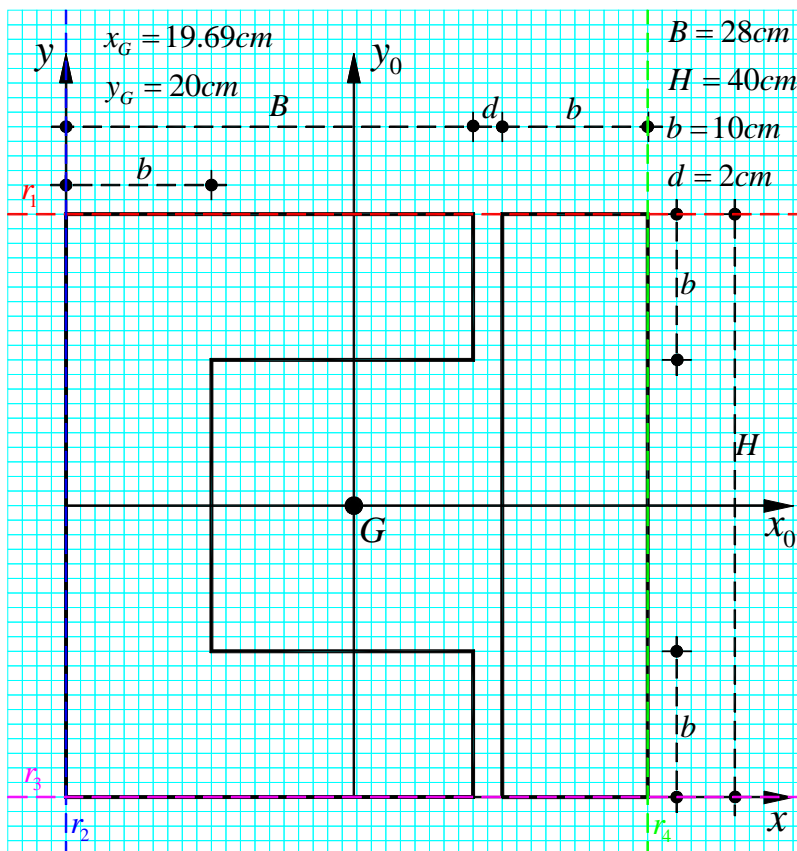 x_G = 19.69cm
y_G = 20cm
y
y_0
B = 28cm
H = 40cm
b = 10cm
d = 2cm
B
d
b
b
r_1
b
H
G
x_0
b
r_3
x
r_2
r_4